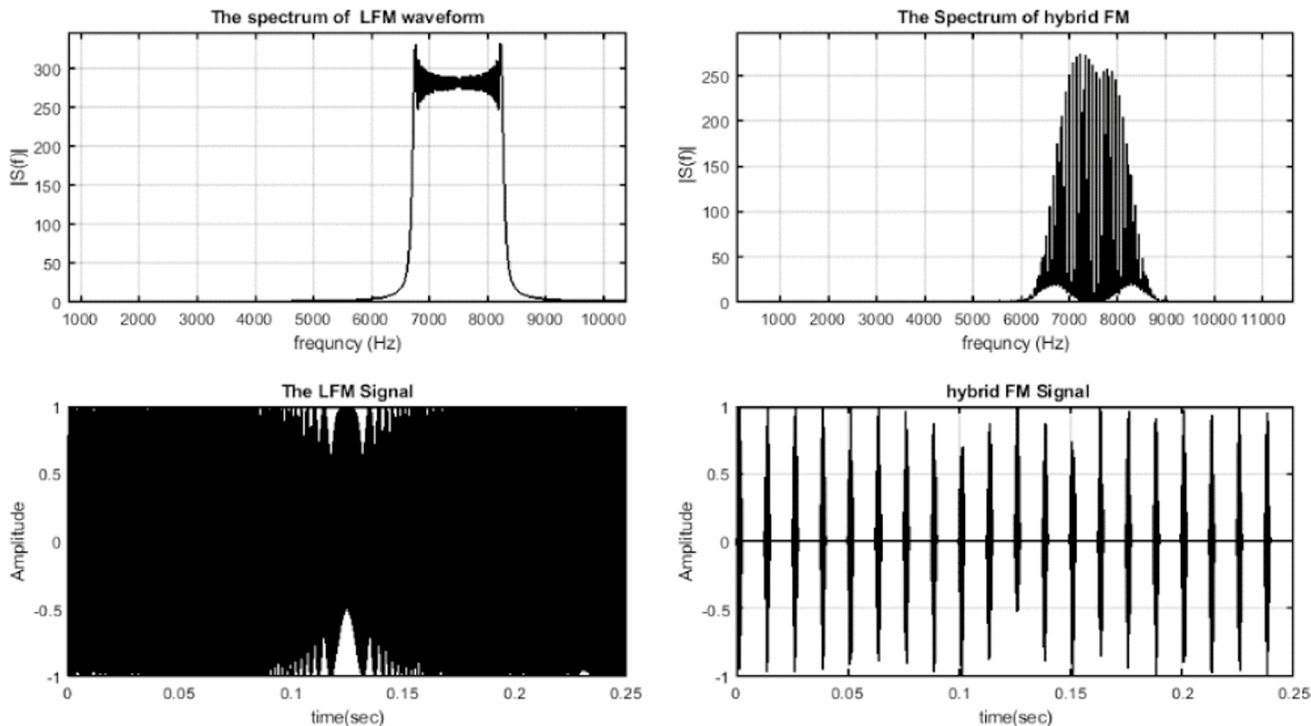 The spectrum of LFM waveform
|S(f)|
300
250
200
150
100
50
0
1000 2000 3000 4000 5000 6000 7000 8000 9000 10000
frequncy (Hz)
The Spectrum of hybrid FM
|S(f)|
250
200
150
100
50
0
1000 2000 3000 4000 5000 6000 7000 8000 9000 10000 11000
frequncy (Hz)
The LFM Signal
Amplitude
1
0.5
0
-0.5
-1
0 0.05 0.1 0.15 0.2 0.25
time(sec)
hybrid FM Signal
Amplitude
1
0.5
0
-0.5
-1
0 0.05 0.1 0.15 0.2 0.25
time(sec)